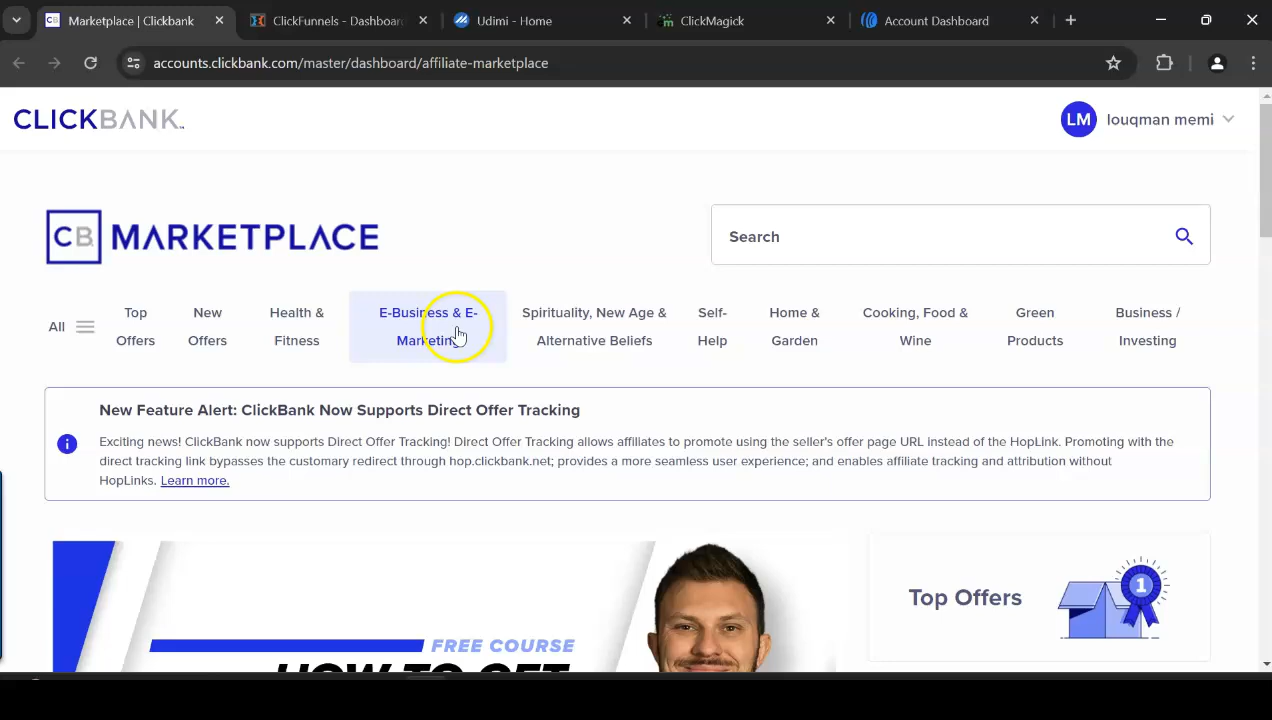 Marketplace | Clickbank
ClickFunnels - Dashboar
Udimi - Home
ClickMagick
Account Dashboard
accounts.clickbank.com/master/dashboard/affiliate-marketplace
CLICKBANK
LM louqman memi
CB MARKETPLACE
Search
All
Top
Offers
New
Offers
Health &
Fitness
E-Business & E-
Marketing
Spirituality, New Age &
Alternative Beliefs
Self-
Help
Home &
Garden
Cooking, Food &
Wine
Green
Products
Business /
Investing
New Feature Alert: ClickBank Now Supports Direct Offer Tracking
Exciting news! ClickBank now supports Direct Offer Tracking! Direct Offer Tracking allows affiliates to promote using the seller's offer page URL instead of the HopLink. Promoting with the
direct tracking link bypasses the customary redirect through hop.clickbank.net; provides a more seamless user experience; and enables affiliate tracking and attribution without
HopLinks. Learn more.
FREE COURSE
HOW TO GET
Top Offers
1